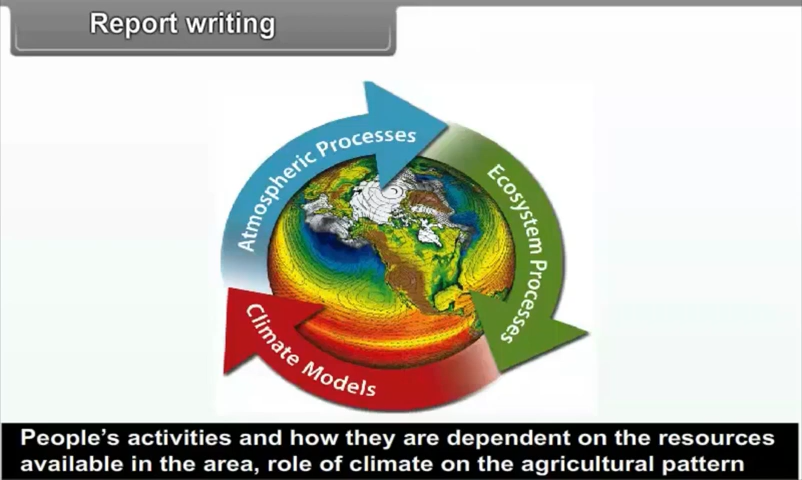 Report writing
Atmospheric Processes
Ecosystem Processes
Climate Models
People's activities and how they are dependent on the resources
available in the area, role of climate on the agricultural pattern